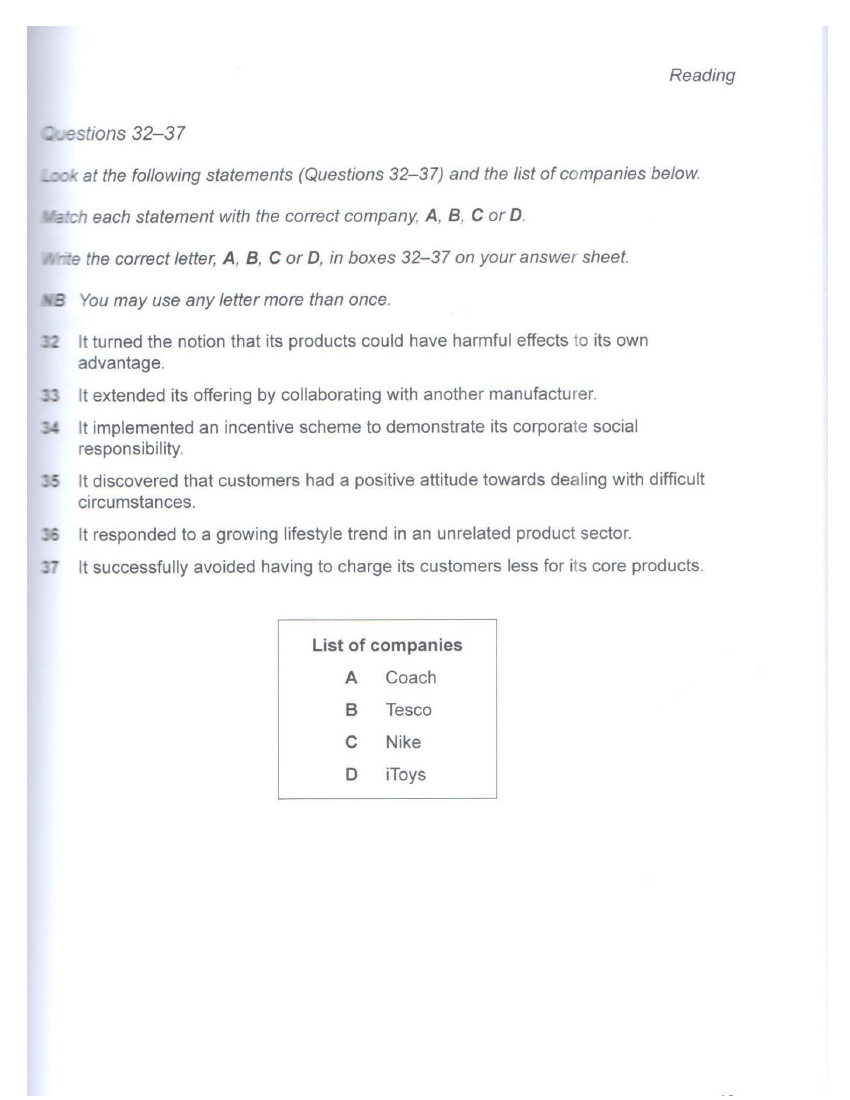 Reading
Questions 32–37
Look at the following statements (Questions 32–37) and the list of companies below.
Match each statement with the correct company, A, B, C or D.
Write the correct letter, A, B, C or D, in boxes 32–37 on your answer sheet.
NB You may use any letter more than once.
32 It turned the notion that its products could have harmful effects to its own
advantage.
33 It extended its offering by collaborating with another manufacturer.
34 It implemented an incentive scheme to demonstrate its corporate social
responsibility.
35 It discovered that customers had a positive attitude towards dealing with difficult
circumstances.
36 It responded to a growing lifestyle trend in an unrelated product sector.
37 It successfully avoided having to charge its customers less for its core products.
List of companies
A Coach
B Tesco
C Nike
D iToys